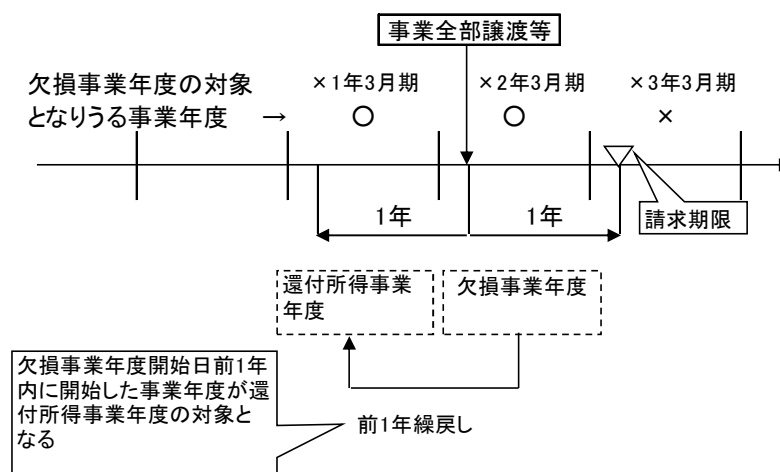 事業全部譲渡等
欠損事業年度の対象
となりうる事業年度 →
×1年3月期
×2年3月期
×3年3月期
○
○
×
1年
1年
請求期限
還付所得事業
年度
欠損事業年度
欠損事業年度開始日前1年
内に開始した事業年度が還
付所得事業年度の対象と
なる
前1年繰戻し